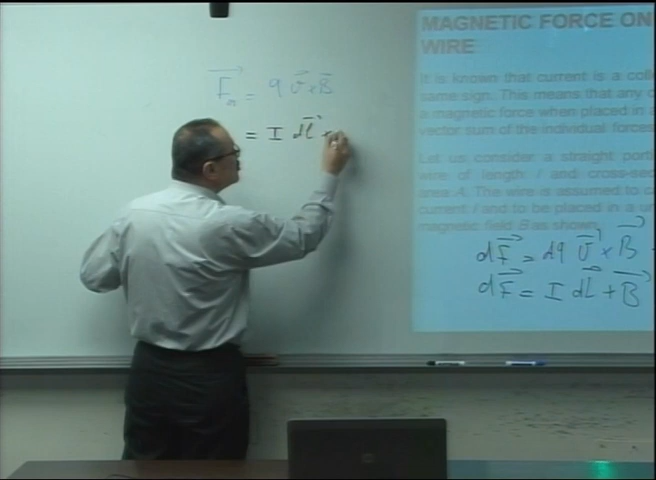 F⃗m = q v⃗ × B⃗
= I dl⃗ ×
MAGNETIC FORCE ON
WIRE
It is known that current is a coll
same sign. This means that any c
a magnetic force when placed in a
vector sum of the individual forces
Let us consider a straight port
wire of length l and cross-sec
area A. The wire is assumed to c
current I and to be placed in a un
magnetic field B as shown
dF⃗ = dq v⃗ × B⃗
dF⃗ = I dl⃗ + B⃗